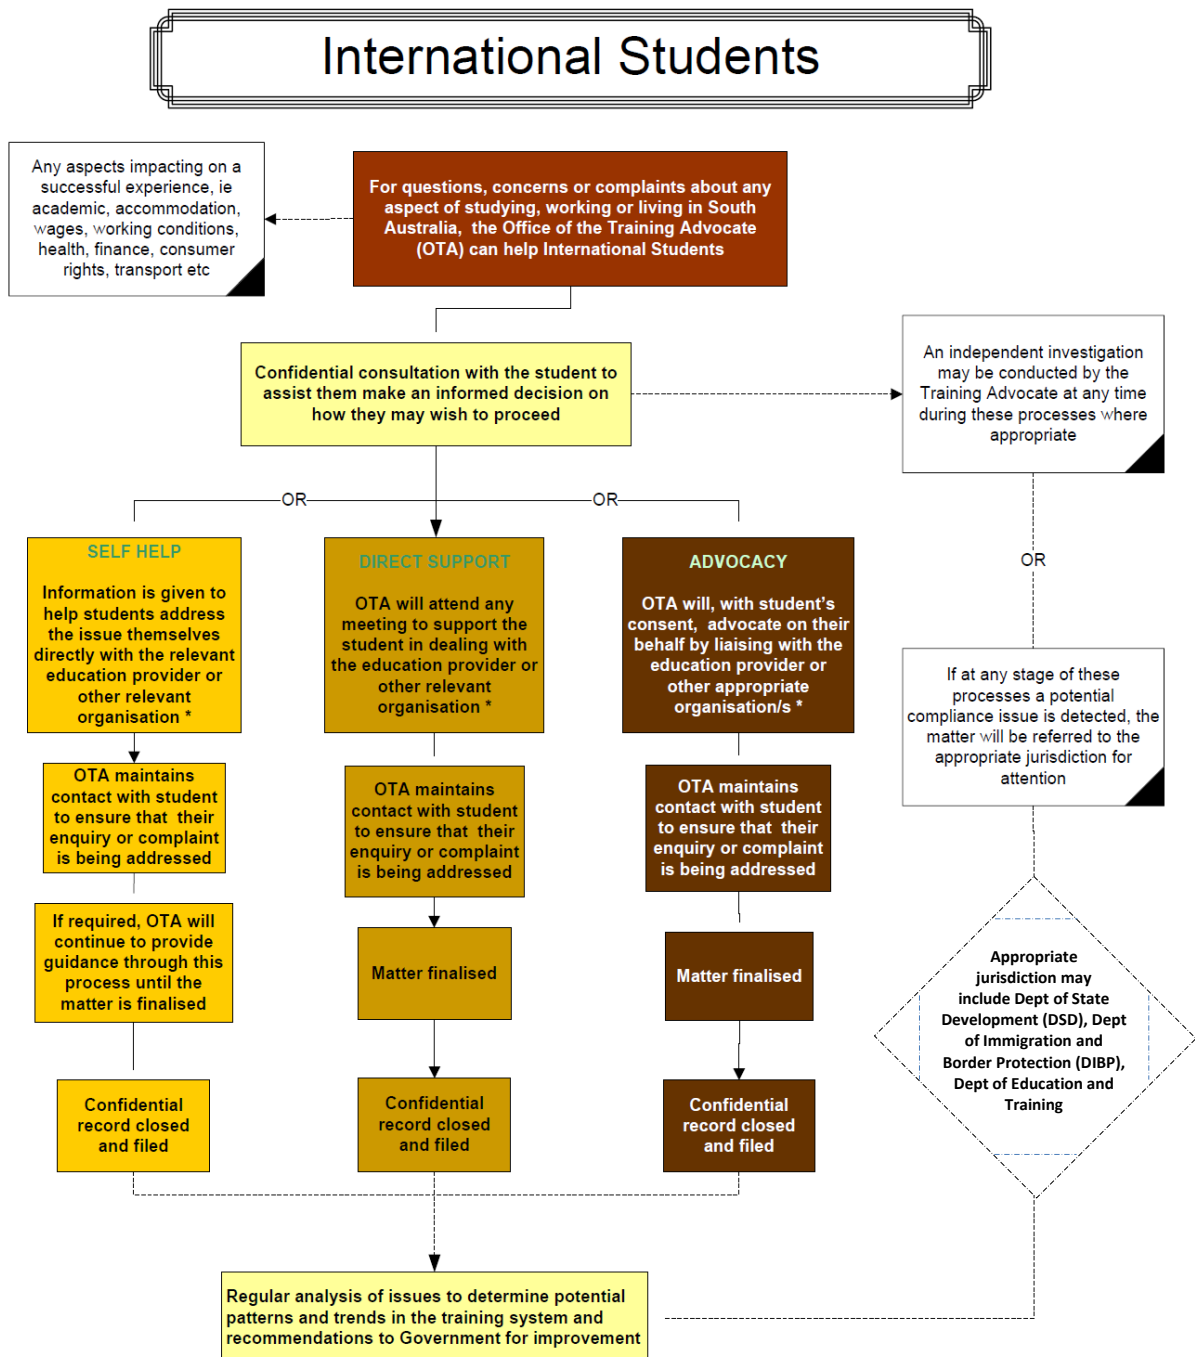 International Students
Any aspects impacting on a
successful experience, ie
academic, accommodation,
wages, working conditions,
health, finance, consumer
rights, transport etc
For questions, concerns or complaints about any
aspect of studying, working or living in South
Australia, the Office of the Training Advocate
(OTA) can help International Students
Confidential consultation with the student to
assist them make an informed decision on
how they may wish to proceed
An independent investigation
may be conducted by the
Training Advocate at any time
during these processes where
appropriate
OR
OR
OR
SELF HELP
Information is given to
help students address
the issue themselves
directly with the relevant
education provider or
other relevant
organisation *
DIRECT SUPPORT
OTA will attend any
meeting to support the
student in dealing with
the education provider or
other relevant
organisation *
ADVOCACY
OTA will, with student's
consent, advocate on their
behalf by liaising with the
education provider or
other appropriate
organisation/s *
If at any stage of these
processes a potential
compliance issue is detected, the
matter will be referred to the
appropriate jurisdiction for
attention
OTA maintains
contact with student
to ensure that their
enquiry or complaint
is being addressed
OTA maintains
contact with student
to ensure that their
enquiry or complaint
is being addressed
OTA maintains
contact with student
to ensure that their
enquiry or complaint
is being addressed
If required, OTA will
continue to provide
guidance through this
process until the
matter is finalised
Matter finalised
Matter finalised
Appropriate
jurisdiction may
include Dept of State
Development (DSD), Dept
of Immigration and
Border Protection (DIBP),
Dept of Education and
Training
Confidential
record closed
and filed
Confidential
record closed
and filed
Confidential
record closed
and filed
Regular analysis of issues to determine potential
patterns and trends in the training system and
recommendations to Government for improvement